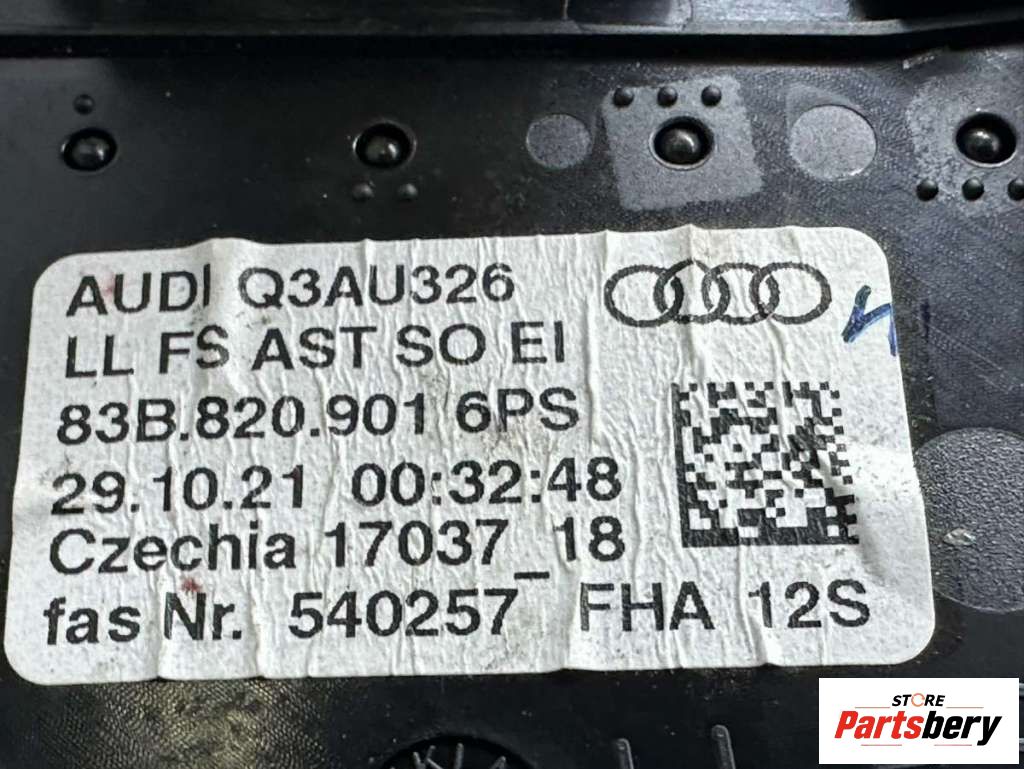 AUDI Q3AU326
LL FS AST SO EI
83B.820.901 6PS
29.10.21 00:32:48
Czechia 17037_18
fas Nr. 540257 FHA 12S
STORE
Partsbery